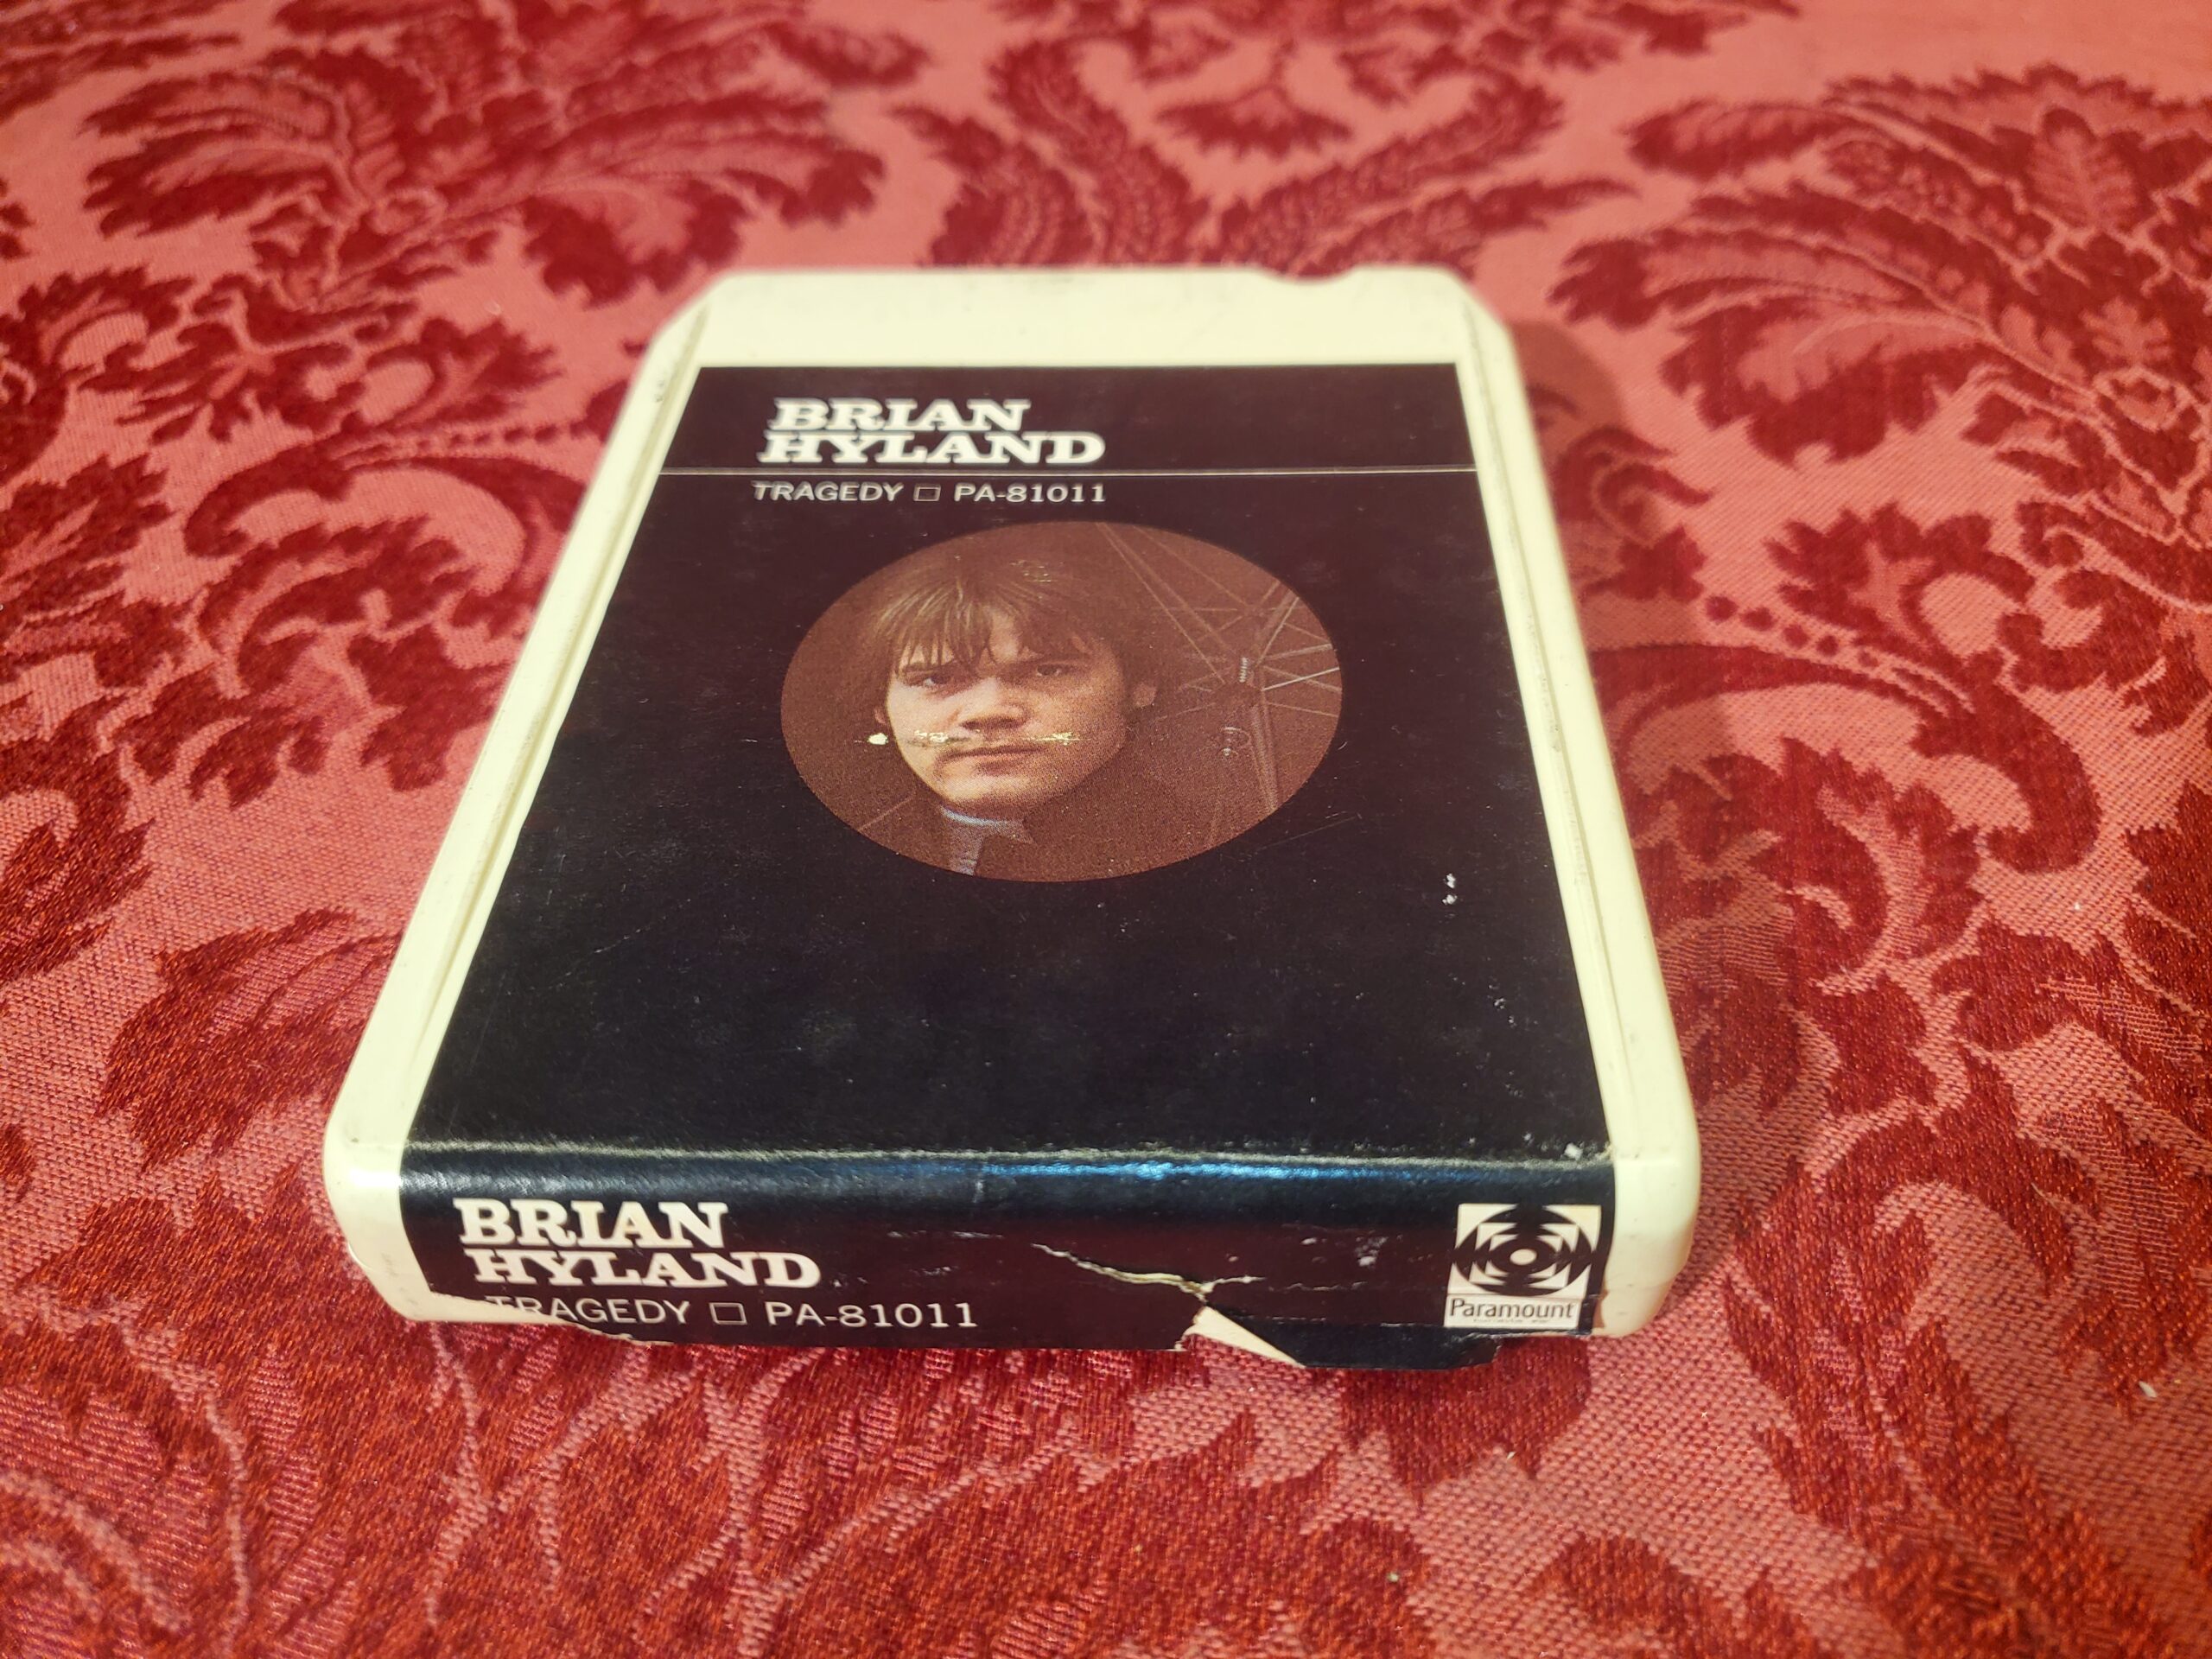 BRIAN
HYLAND
TRAGEDY □ PA-81011
BRIAN
HYLAND
TRAGEDY □ PA-81011
Paramount